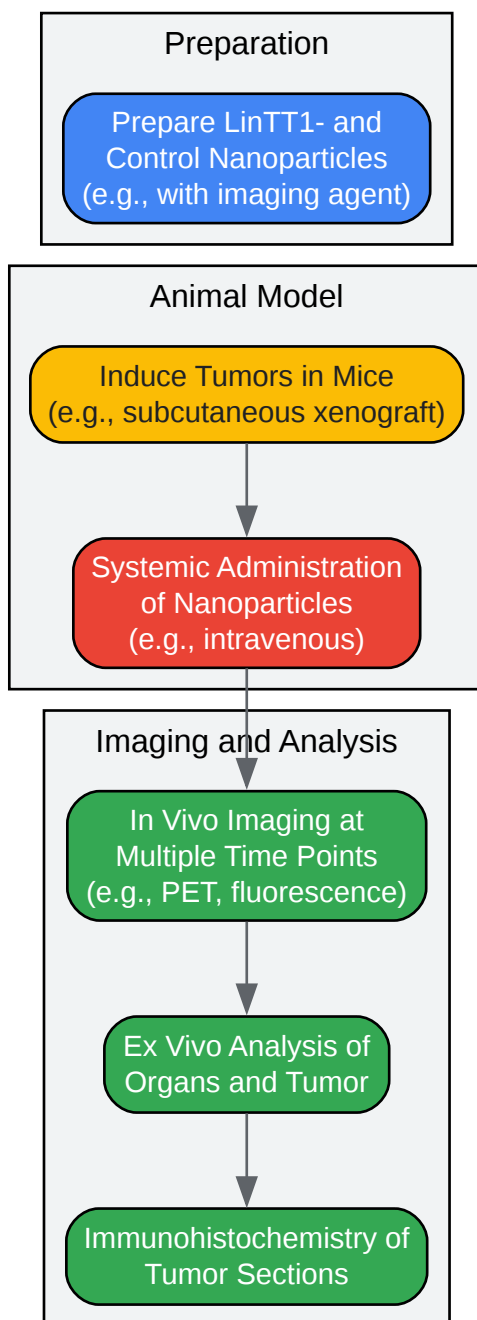 Preparation
Prepare LinTT1- and
Control Nanoparticles
(e.g., with imaging agent)
Animal Model
Induce Tumors in Mice
(e.g., subcutaneous xenograft)
Systemic Administration
of Nanoparticles
(e.g., intravenous)
Imaging and Analysis
In Vivo Imaging at
Multiple Time Points
(e.g., PET, fluorescence)
Ex Vivo Analysis of
Organs and Tumor
Immunohistochemistry of
Tumor Sections